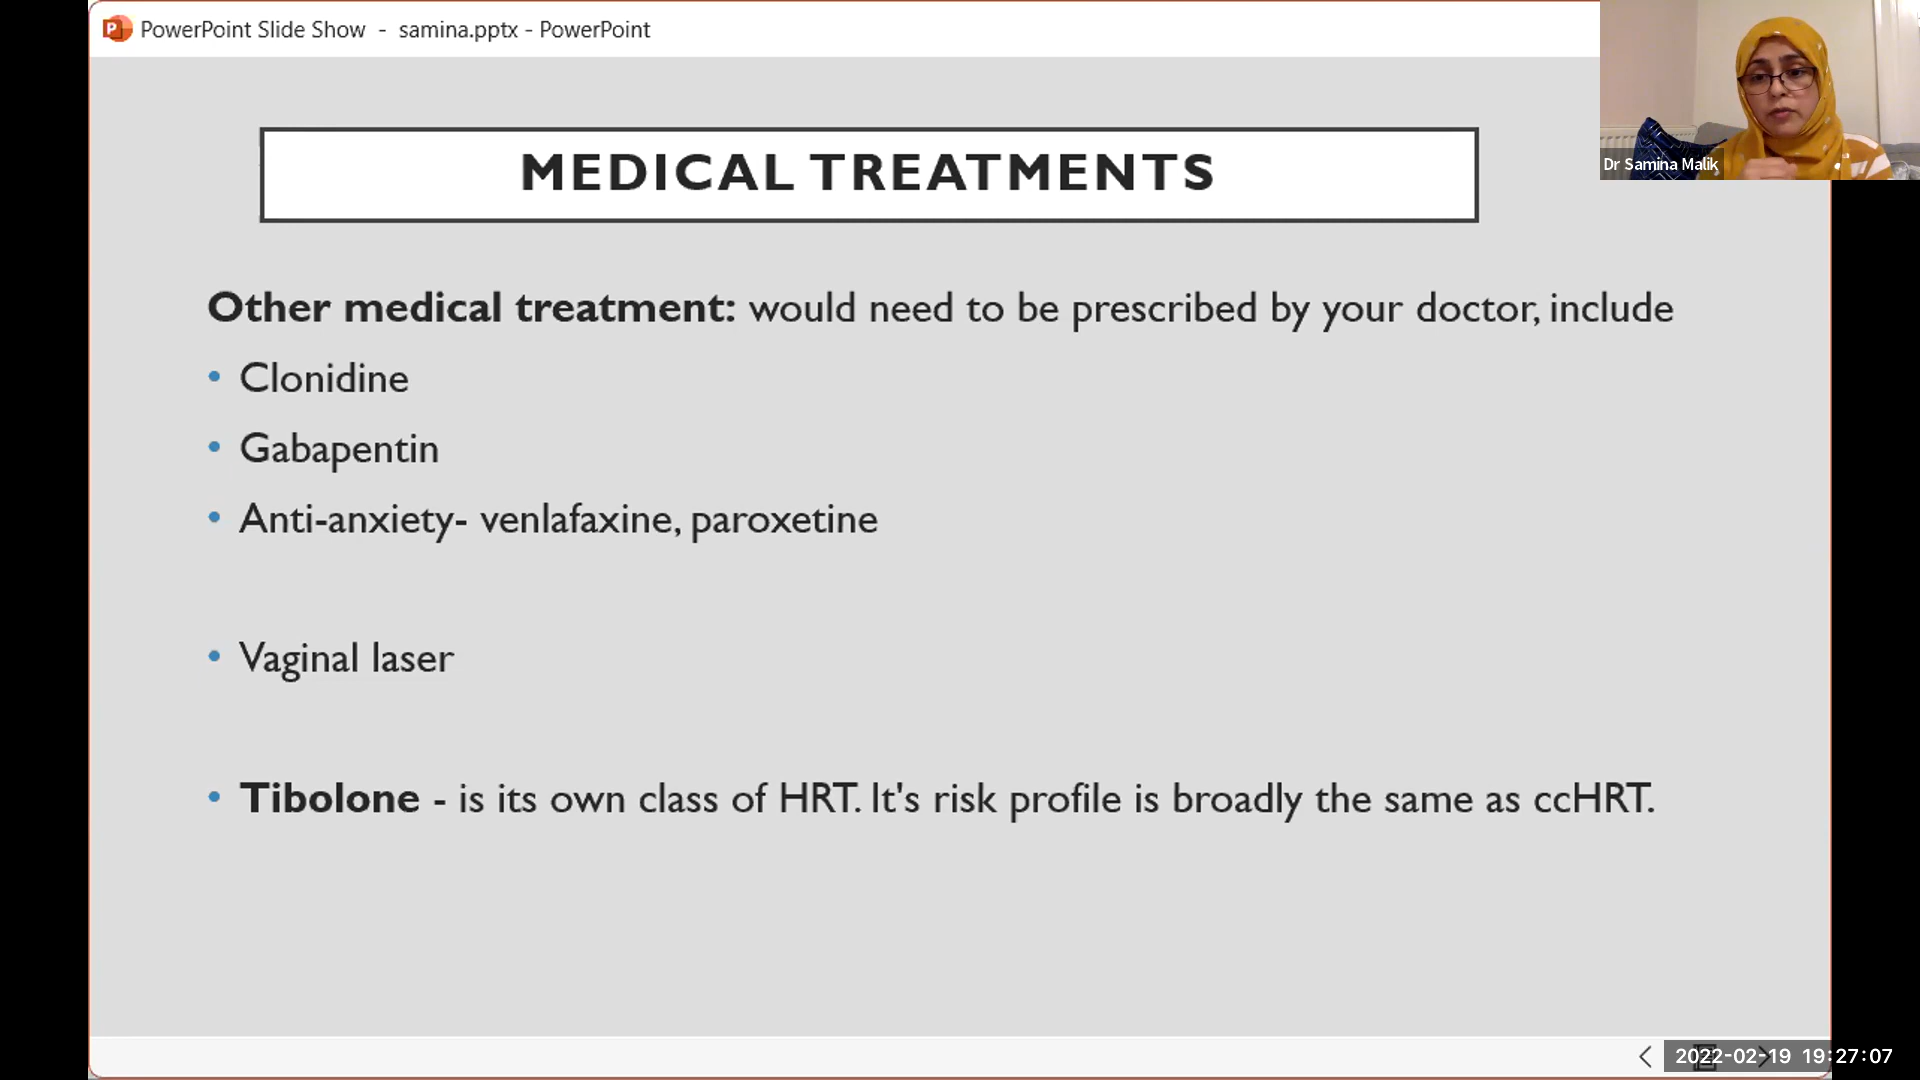 PowerPoint Slide Show - samina.pptx - PowerPoint
Dr Samina Malik
MEDICAL TREATMENTS
Other medical treatment: would need to be prescribed by your doctor, include
• Clonidine
• Gabapentin
• Anti-anxiety- venlafaxine, paroxetine
• Vaginal laser
• Tibolone - is its own class of HRT. It's risk profile is broadly the same as ccHRT.
2022-02-19 19:27:07